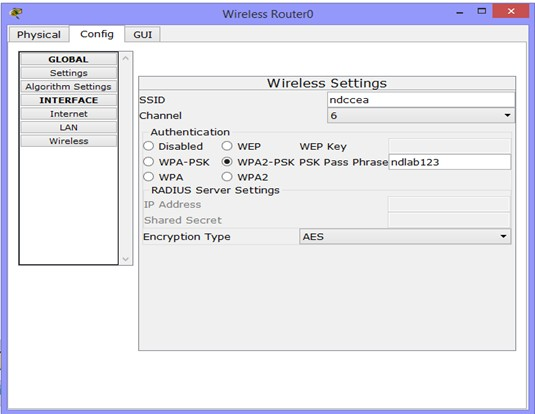 Wireless Router0
Physical Config GUI
GLOBAL
Settings
Algorithm Settings
INTERFACE
Internet
LAN
Wireless
Wireless Settings
SSID ndccea
Channel 6
Authentication
Disabled WEP WEP Key
WPA-PSK WPA2-PSK PSK Pass Phrase ndlab123
WPA WPA2
RADIUS Server Settings
IP Address
Shared Secret
Encryption Type AES